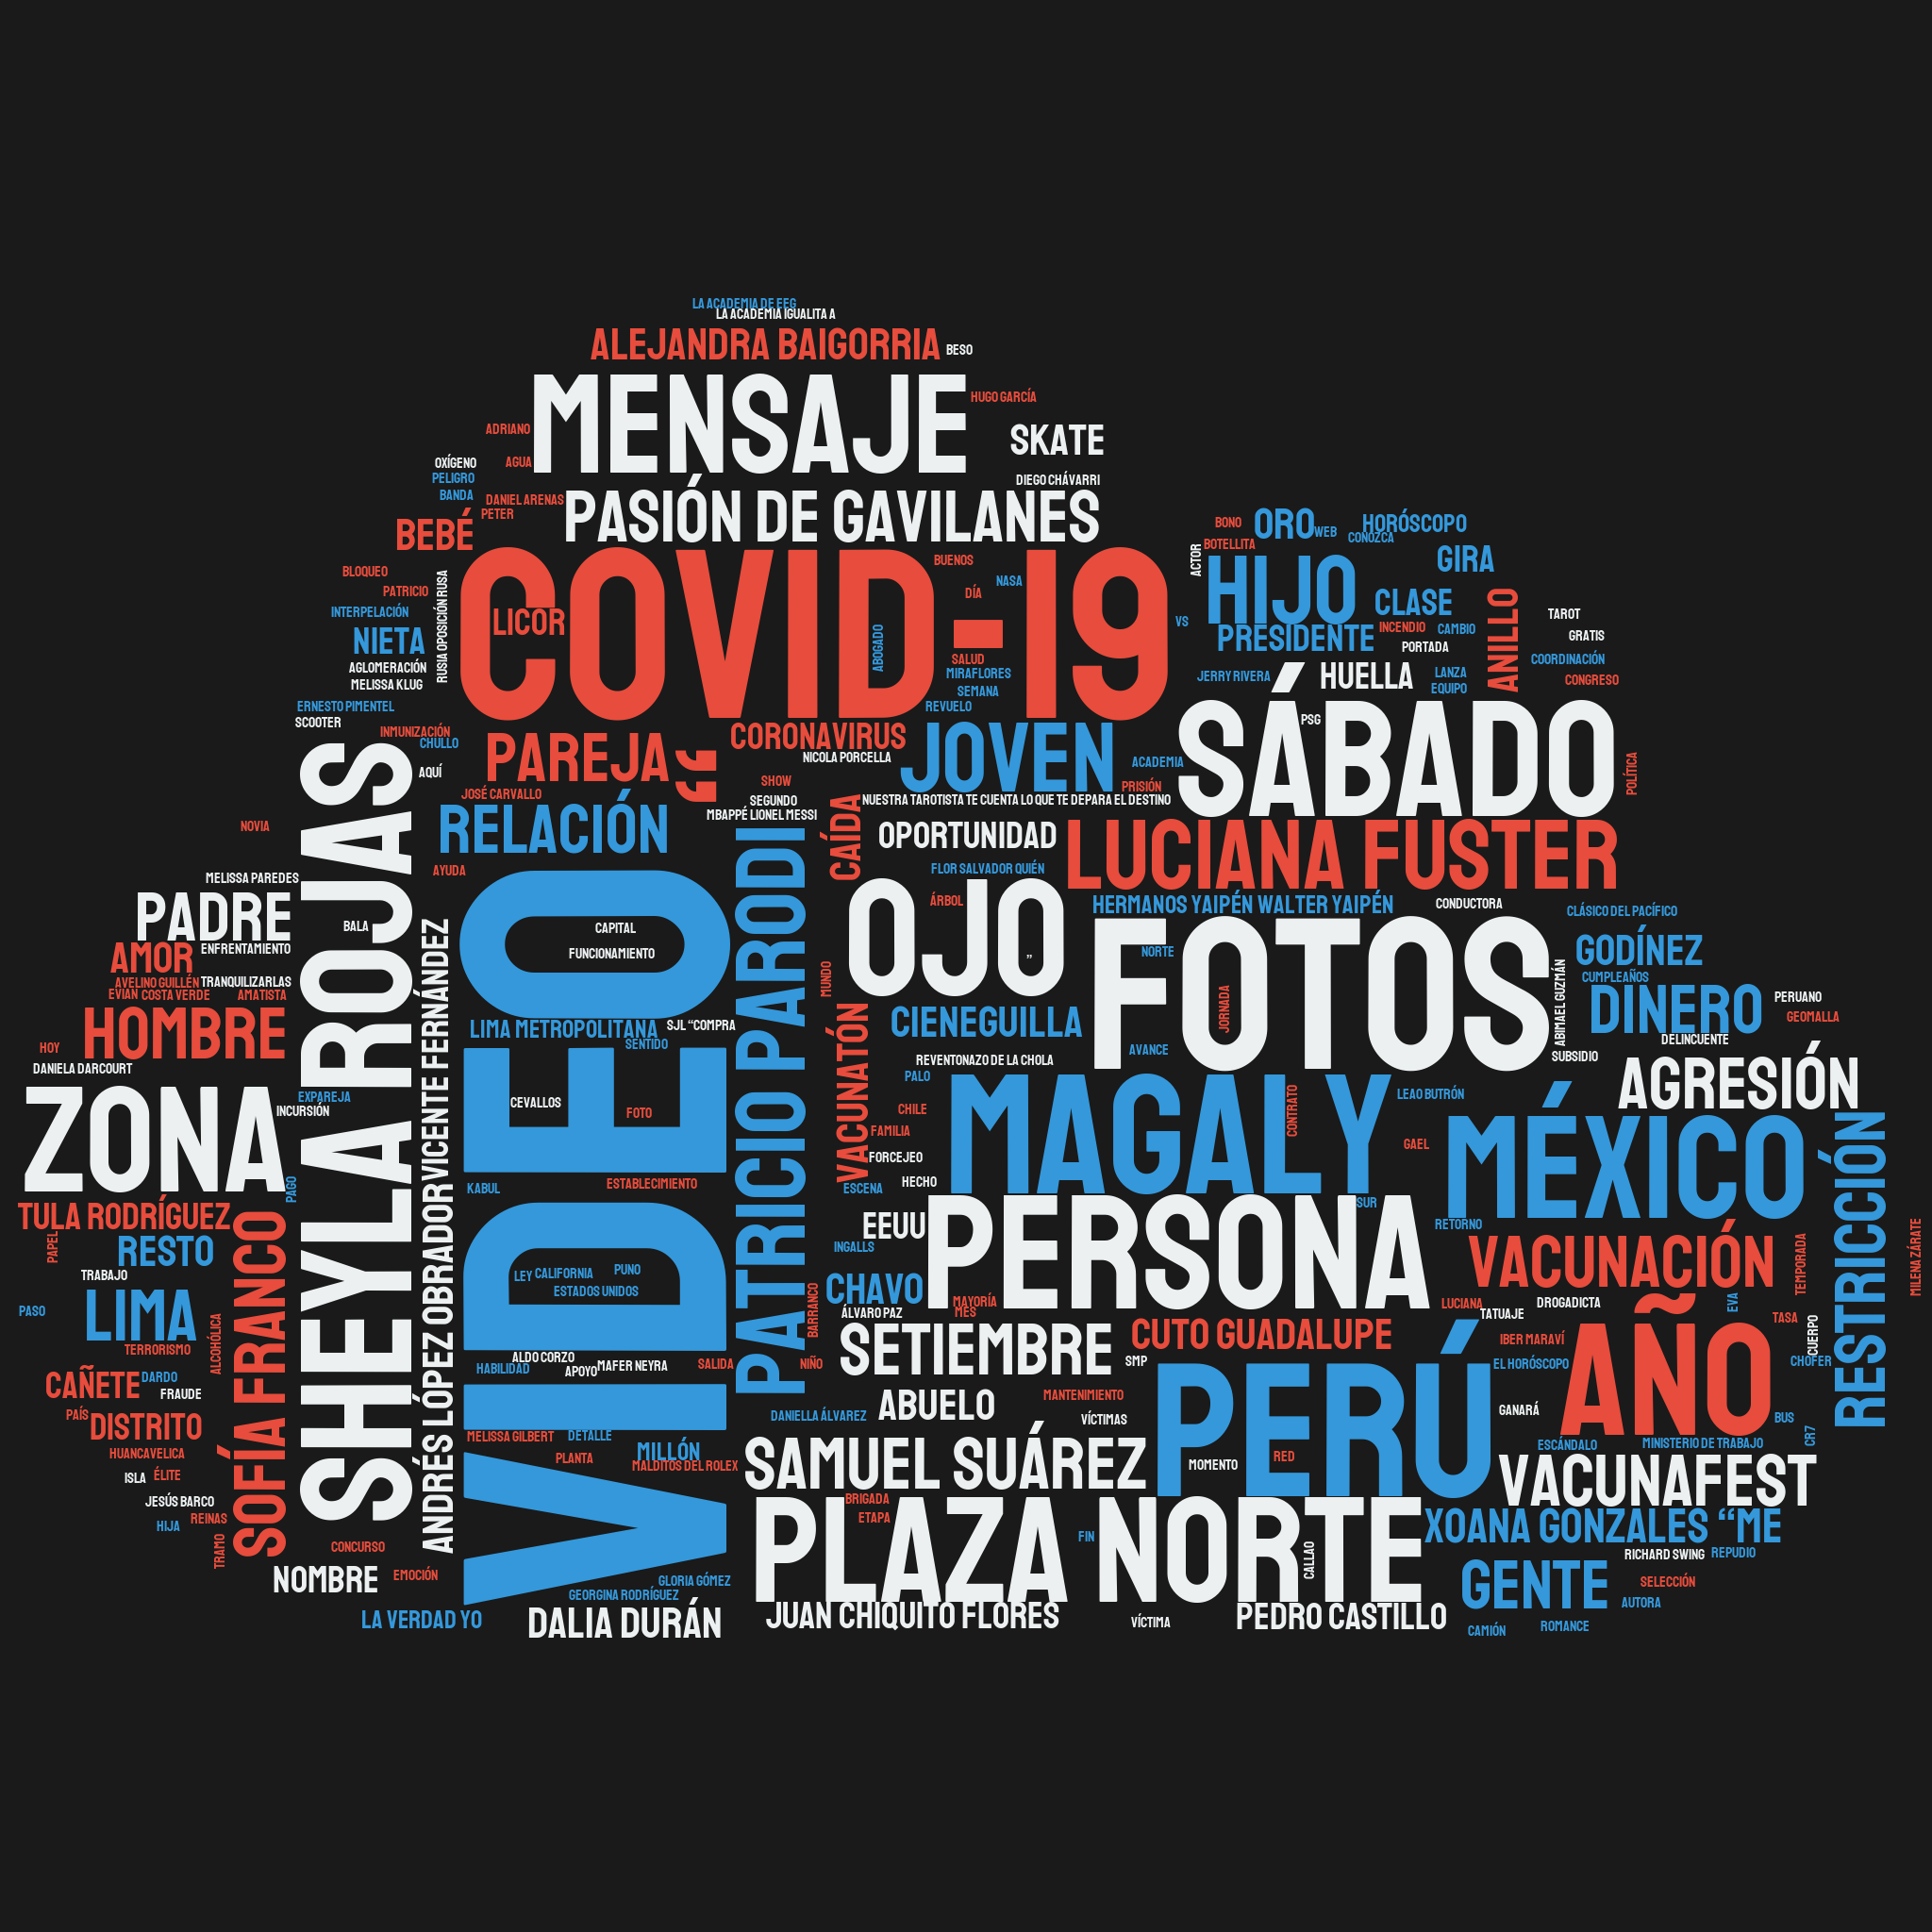 LA ACADEMIA DE EEG
LA ACADEMIA IGUALITA A
ALEJANDRA BAIGORRIA
BESO
MENSAJE
HUGO GARCÍA
ADRIANO
SKATE
OXÍGENO
AGUA
PELIGRO
DIEGO CHÁVARRI
BANDA
DANIEL ARENAS
PETER
PASIÓN DE GAVILANES
BEBÉ
BONO
ORO
WEB
HORÓSCOPO
CONOZCA
BOTELLITA
ACTOR
HIJO
GIRA
COVID-19
BUENOS
NASA
DÍA
BLOQUEO
PATRICIO
INTERPELACIÓN
RUSIA OPOSICIÓN RUSA
LICOR
ABOGADO
VS
CLASE
ANILLO
TAROT
NIETA
PRESIDENTE
INCENDIO
CAMBIO
GRATIS
PORTADA
AGLOMERACIÓN
SALUD
COORDINACIÓN
MELISSA KLUG
MIRAFLORES
JERRY RIVERA
HUELLA
LANZA
CONGRESO
SEMANA
EQUIPO
ERNESTO PIMENTEL
REVUELO
SCOOTER
INMUNIZACIÓN
PSG
SÁBADO
CHULLO
CORONAVIRUS
JOVEN
PAREJA
“
NICOLA PORCELLA
ACADEMIA
POLÍTICA
AQUÍ
SHOW
PRISIÓN
JOSÉ CARVALLO
SEGUNDO
NUESTRA TAROTISTA TE CUENTA LO QUE TE DEPARA EL DESTINO
MBAPPÉ LIONEL MESSI
NOVIA
RELACIÓN
CAÍDA
OPORTUNIDAD
LUCIANA FUSTER
AYUDA
FLOR SALVADOR QUIÉN
MELISSA PAREDES
SHEYLA ROJAS
PATRICIO PARODI
OJO
ÁRBOL
”
HERMANOS YAIPÉN WALTER YAIPÉN
CONDUCTORA
CLÁSICO DEL PACÍFICO
PADRE
BALA
CAPITAL
FUNCIONAMIENTO
VIDEO
FOTOS
NORTE
GODÍNEZ
AMOR
ENFRENTAMIENTO
MUNDO
JORNADA
ABIMAEL GUZMÁN
CUMPLEAÑOS
AVELINO GUILLÉN
TRANQUILIZARLAS
EVIAN
COSTA VERDE
AMATISTA
DINERO
PERUANO
GEOMALLA
HOMBRE
LIMA METROPOLITANA
SJL “COMPRA
SENTIDO
VACUNATÓN
CIENEGUILLA
AVANCE
DELINCUENTE
HOY
REVENTONAZO DE LA CHOLA
SUBSIDIO
DANIELA DARCOURT
ANDRÉS LÓPEZ OBRADOR
VICENTE FERNÁNDEZ
PALO
AGRESIÓN
ZONA
EXPAREJA
INCURSIÓN
CEVALLOS
FOTO
CHILE
MAGALY
CONTRATO
LEAO BUTRÓN
FAMILIA
GAEL
MÉXICO
RESTRICCIÓN
FORCEJEO
PAGO
KABUL
ESTABLECIMIENTO
ESCENA
HECHO
TULA RODRÍGUEZ
SOFÍA FRANCO
EEUU
PERSONA
SUR
RETORNO
PAPEL
RESTO
INGALLS
VACUNACIÓN
TEMPORADA
MILENA ZÁRATE
TRABAJO
LEY
CALIFORNIA
PUNO
ESTADOS UNIDOS
CHAVO
MAYORÍA
MES
LUCIANA
DROGADICTA
EVA
PASO
LIMA
BARRANCO
ÁLVARO PAZ
TATUAJE
TASA
ALCOHÓLICA
SETIEMBRE
CUTO GUADALUPE
IBER MARAVÍ
AÑO
CUERPO
TERRORISMO
ALDO CORZO
HABILIDAD
APOYO
MAFER NEYRA
SALIDA
NIÑO
SMP
PERÚ
EL HORÓSCOPO
CHOFER
CAÑETE
DARDO
FRAUDE
ABUELO
MANTENIMIENTO
GANARÁ
PAÍS
DISTRITO
DANIELLA ÁLVAREZ
VÍCTIMAS
BUS
CR7
MELISSA GILBERT
DETALLE
HUANCAVELICA
MILLÓN
SAMUEL SUÁREZ
ESCÁNDALO
MINISTERIO DE TRABAJO
PLANTA
MALDITOS DEL ROLEX
MOMENTO
RED
VACUNAFEST
ISLA
ÉLITE
JESÚS BARCO
BRIGADA
ETAPA
PLAZA NORTE
REINAS
HIJA
TRAMO
FIN
CALLAO
XOANA GONZALES “ME
CONCURSO
RICHARD SWING
REPUDIO
NOMBRE
EMOCIÓN
GLORIA GÓMEZ
GEORGINA RODRÍGUEZ
GENTE
SELECCIÓN
AUTORA
LA VERDAD YO
DALIA DURÁN
JUAN CHIQUITO FLORES
VÍCTIMA
PEDRO CASTILLO
CAMIÓN
ROMANCE